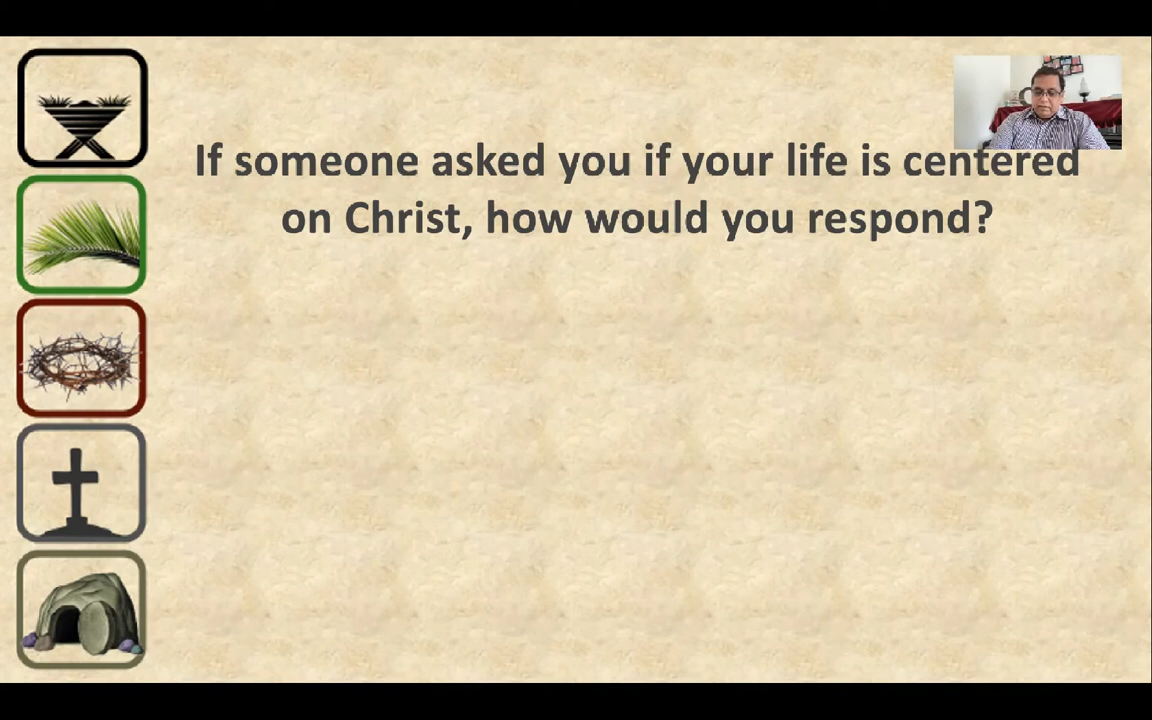 If someone asked you if your life is centered
on Christ, how would you respond?